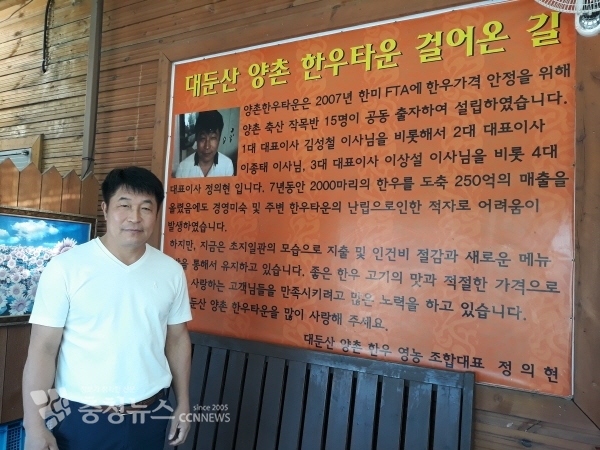 대둔산 양촌 한우타운 걸어온 길
양촌한우타운은 2007년 한미 FTA에 한우가격 안정을 위해
양촌 축산 작목반 15명이 공동 출자하여 설립하였습니다.
1대 대표이사 김성철 이사님을 비롯해서 2대 대표이사
이종태 이사님, 3대 대표이사 이상설 이사님을 비롯 4대
대표이사 정의현 입니다. 7년동안 2000마리의 한우를 도축 250억의 매출을
올렸음에도 경영미숙 및 주변 한우타운의 난립으로인한 적자로 어려움이
발생하였습니다.
하지만, 지금은 초지일관의 모습으로 지출 및 인건비 절감과 새로운 메뉴
통해서 유지하고 있습니다. 좋은 한우 고기의 맛과 적절한 가격으로
사랑하는 고객님들을 만족시키려고 많은 노력을 하고 있습니다.
둔산 양촌 한우타운을 많이 사랑해 주세요.
대둔산 양촌 한우 영농 조합대표 정의현
충청뉴스 since 2005 CCNNEWS